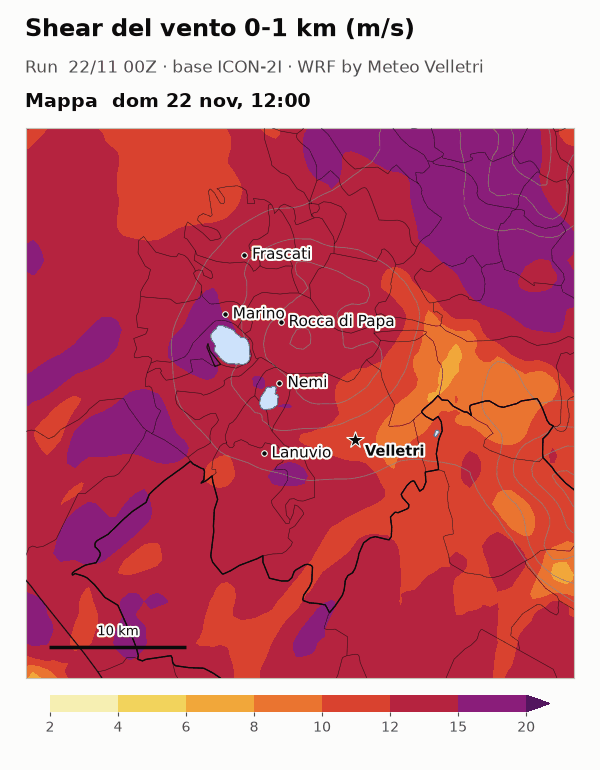 Shear del vento 0-1 km (m/s)
Run  22/11 00Z · base ICON-2I · WRF by Meteo Velletri
Mappa  dom 22 nov, 12:00
Frascati
Marino
Rocca di Papa
Nemi
Velletri
Lanuvio
10 km
2 4 6 8 10 12 15 20